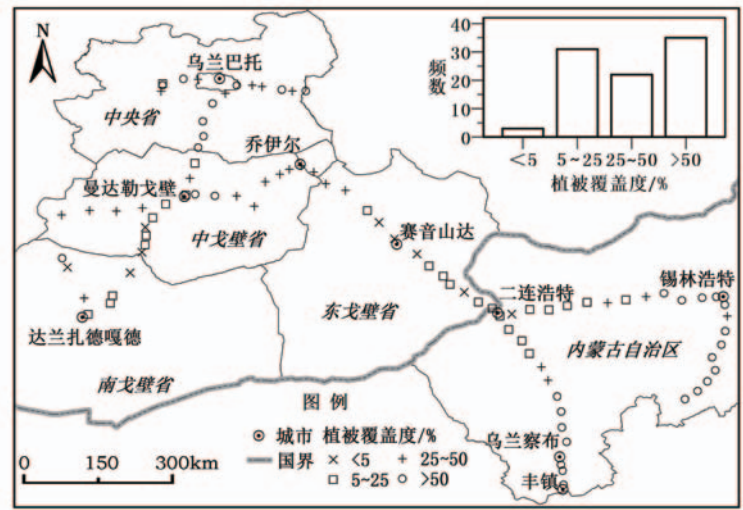 N
乌兰巴托
中央省
乔伊尔
曼达勒戈壁
中戈壁省
赛音山达
二连浩特
锡林浩特
东戈壁省
内蒙古自治区
达兰扎德嘎德
南戈壁省
乌兰察布
丰镇
频数
40
30
20
10
0
<5 5~25 25~50 >50
植被覆盖度/%
图 例
城市 植被覆盖度/%
国界 × <5 + 25~50
□ 5~25 ○ >50
0 150 300km